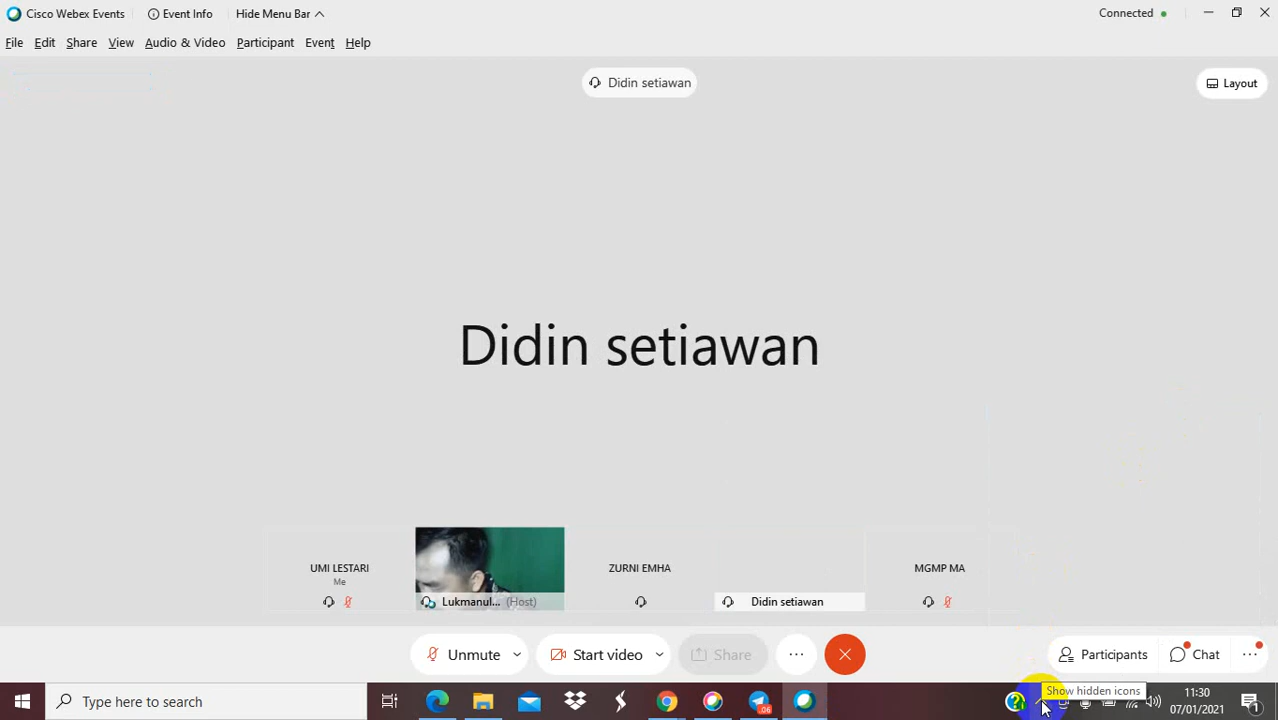 Cisco Webex Events Event Info Hide Menu Bar Connected
File Edit Share View Audio & Video Participant Event Help
Didin setiawan
Layout
Didin setiawan
UMI LESTARI
Me
Lukmanul... (Host)
ZURNI EMHA
Didin setiawan
MGMP MA
Unmute Start video Share ... Participants Chat ...
Show hidden icons
Type here to search
.06
11:30
07/01/2021
1